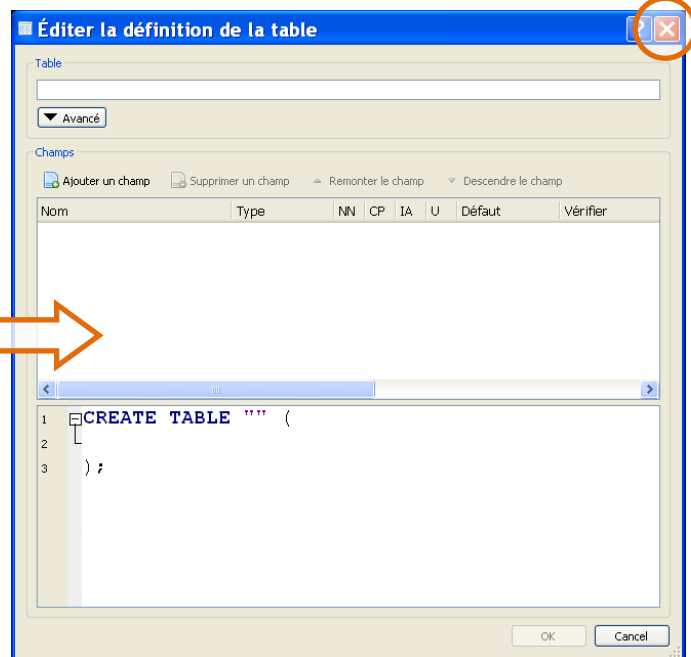 Éditer la définition de la table
Table
Avancé
Champs
Ajouter un champ Supprimer un champ Remonter le champ Descendre le champ
Nom Type NN CP IA U Défaut Vérifier
1 CREATE TABLE "" (
2
3 );
OK Cancel